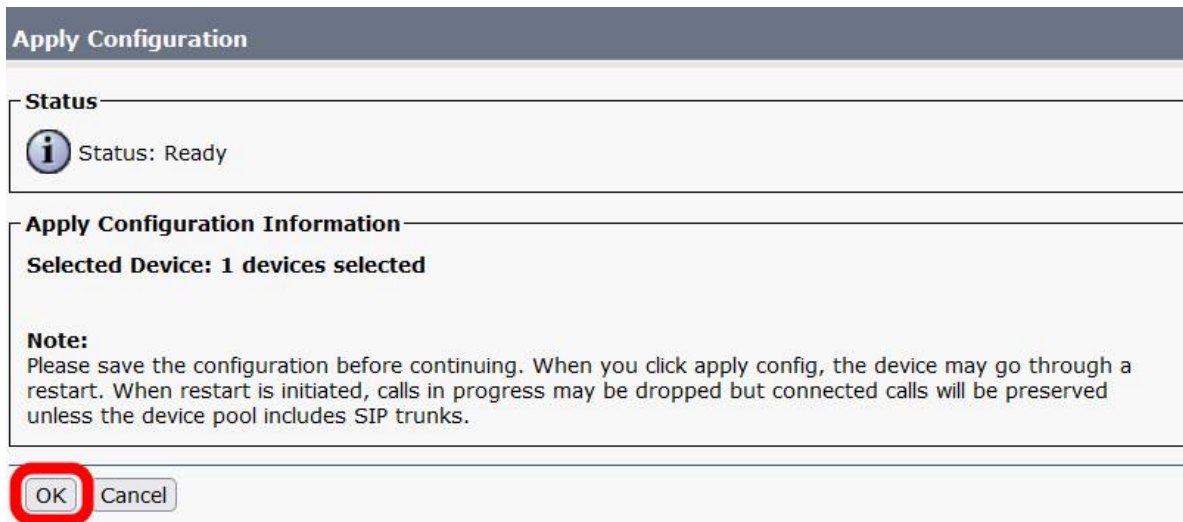 Apply Configuration
Status
Status: Ready
Apply Configuration Information
Selected Device: 1 devices selected
Note:
Please save the configuration before continuing. When you click apply config, the device may go through a
restart. When restart is initiated, calls in progress may be dropped but connected calls will be preserved
unless the device pool includes SIP trunks.
OK Cancel